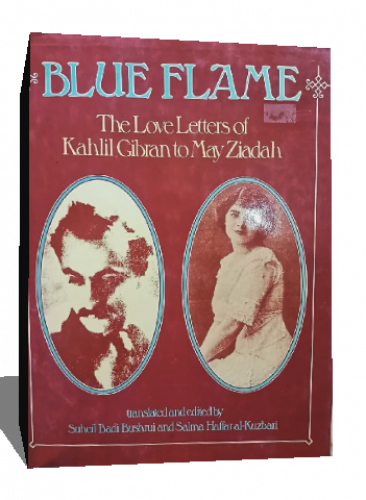 BLUE FLAME
The Love Letters of
Kahlil Gibran to May Ziadah
translated and edited by
Suheil Badi Bushrui and Salma Haffar al-Kuzbari